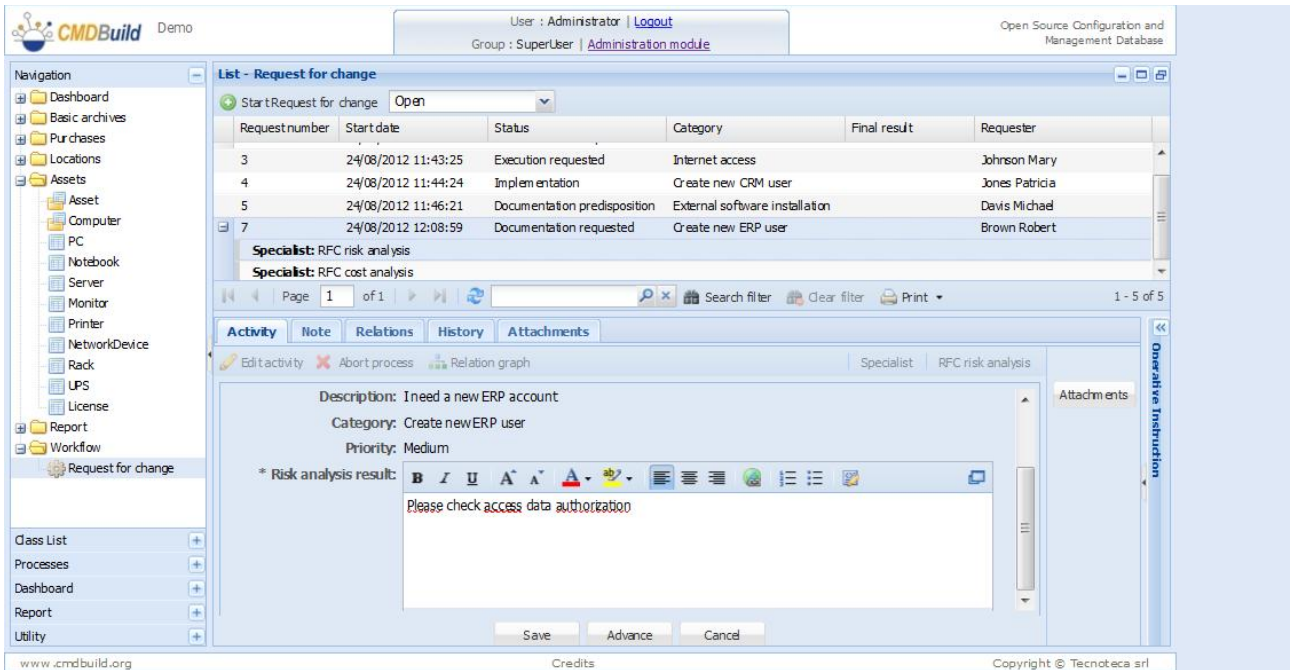 CMDBuild Demo
User : Administrator | Logout
Group : SuperUser | Administration module
Open Source Configuration and
Management Database
Navigation
Dashboard
Basic archives
Purchases
Locations
Assets
Asset
Computer
PC
Notebook
Server
Monitor
Printer
NetworkDevice
Rack
UPS
License
Report
Workflow
Request for change
Class List
Processes
Dashboard
Report
Utility
List - Request for change
Start Request for change Open
Request number Start date Status Category Final result Requester
3 24/08/2012 11:43:25 Execution requested Internet access Johnson Mary
4 24/08/2012 11:44:24 Implementation Create new CRM user Jones Patricia
5 24/08/2012 11:46:21 Documentation predisposition External software installation Davis Michael
7 24/08/2012 12:08:59 Documentation requested Create new ERP user Brown Robert
Specialist: RFC risk analysis
Specialist: RFC cost analysis
Page 1 of 1 Search filter Clear filter Print 1 - 5 of 5
Activity Note Relations History Attachments
Edit activity Abort process Relation graph Specialist RFC risk analysis
Description: I need a new ERP account
Category: Create new ERP user
Priority: Medium
* Risk analysis result: B I U A A A ab
Please check access data authorization
Save Advance Cancel
Attachments
Operative Instruction
www.cmdbuild.org Credits Copyright © Tecnoteca srl